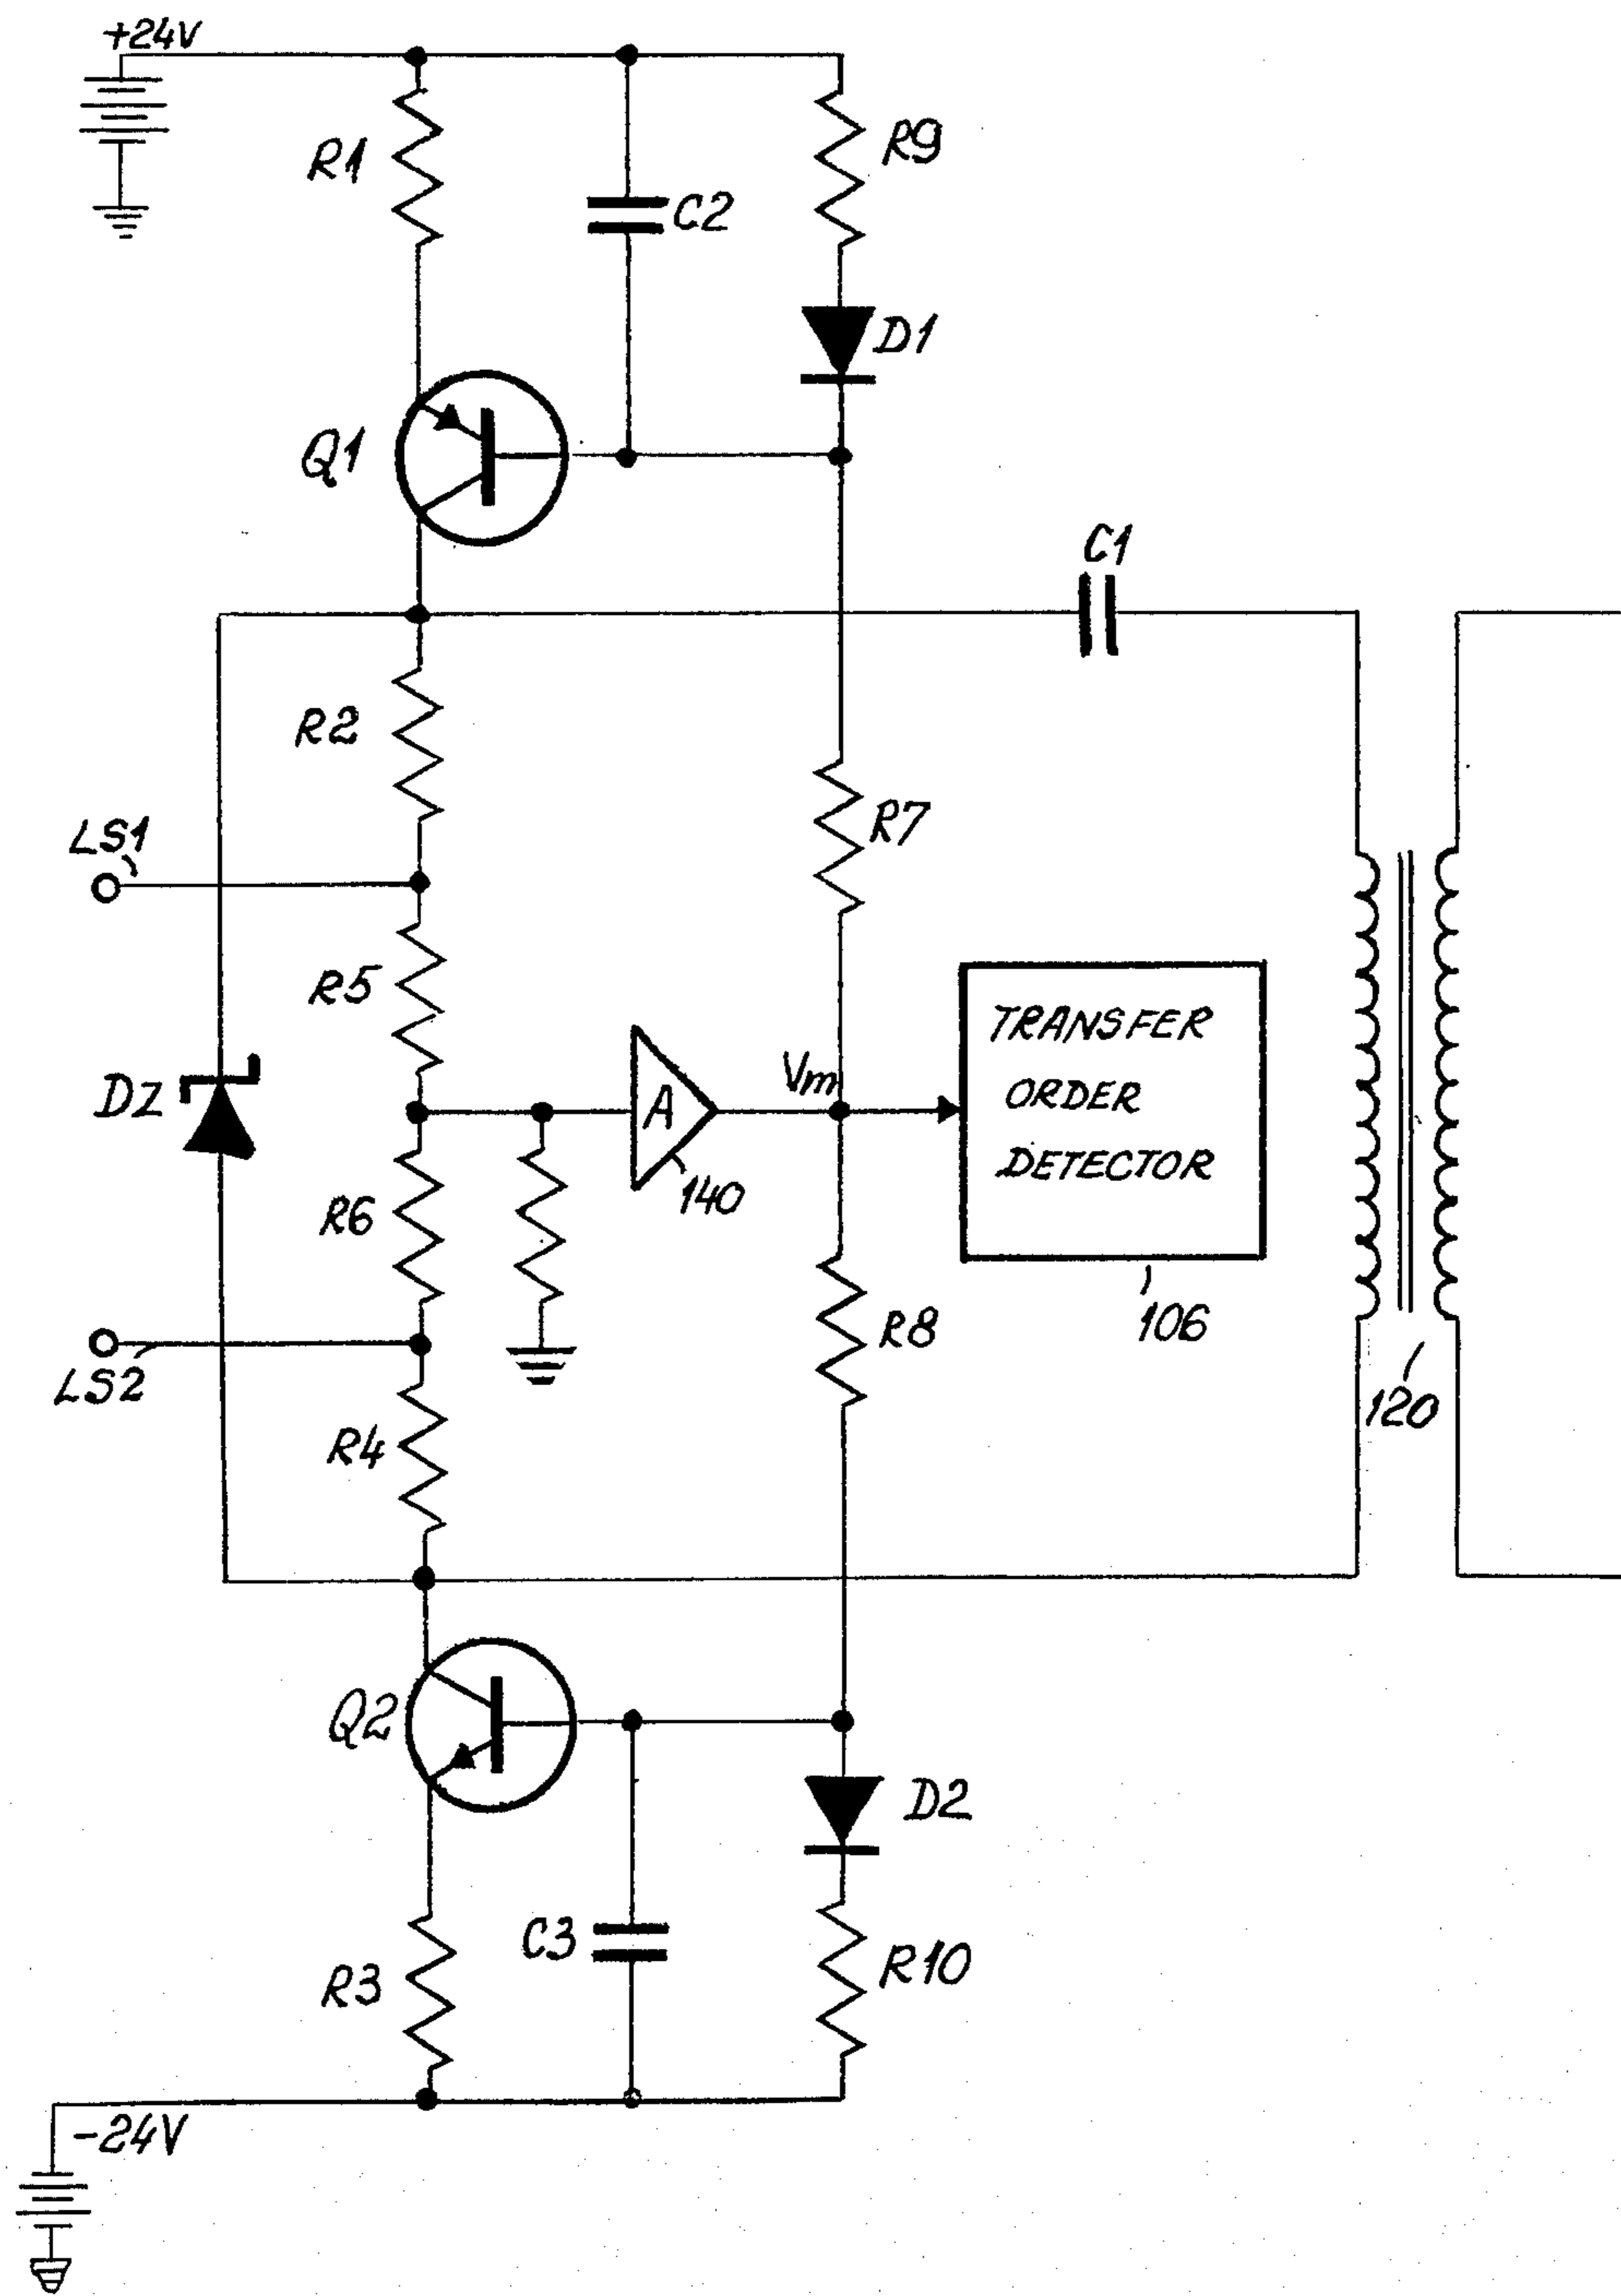 +24V
R1
C2
R9
D1
Q1
C1
R2
LS1
R7
R5
TRANSFER
ORDER
DETECTOR
Vm
A
DZ
140
R6
106
R8
LS2
120
R4
Q2
D2
C3
R10
R3
-24V